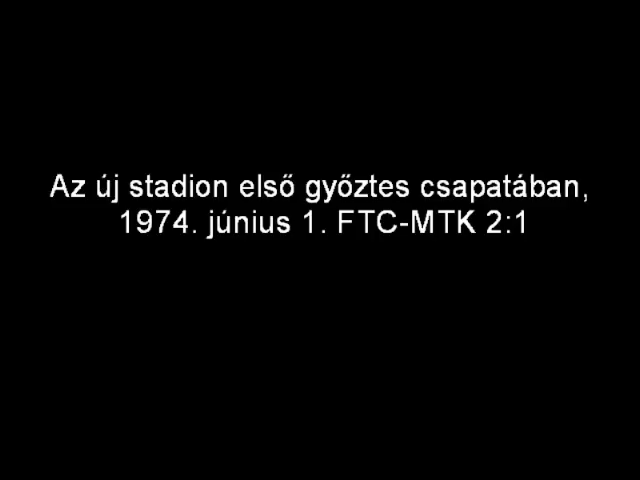 Az új stadion első győztes csapatában,
1974. június 1. FTC-MTK 2:1